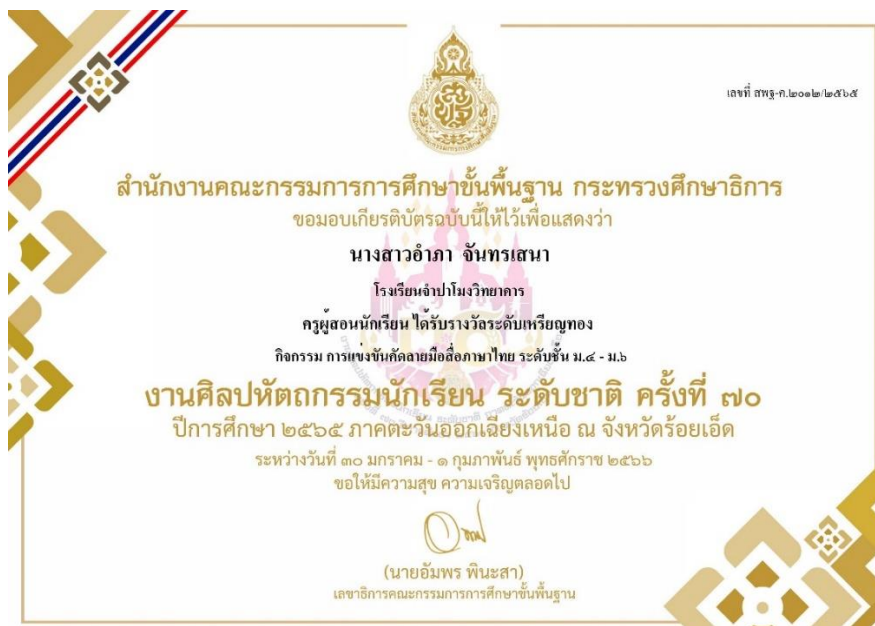 เลขที่ สพฐ-ค.๒๐๑๒/๒๕๖๕
สำนักงานคณะกรรมการการศึกษาขั้นพื้นฐาน กระทรวงศึกษาธิการ
ขอมอบเกียรติบัตรฉบับนี้ให้ไว้เพื่อแสดงว่า
นางสาวอำภา จันทรเสนา
โรงเรียนจำปาโมงวิทยาคาร
ครูผู้สอนนักเรียน ได้รับรางวัลระดับเหรียญทอง
กิจกรรม การแข่งขันคัดลายมือสื่อภาษาไทย ระดับชั้น ม.๔ - ม.๖
งานศิลปหัตถกรรมนักเรียน ระดับชาติ ครั้งที่ ๗๐
ปีการศึกษา ๒๕๖๕ ภาคตะวันออกเฉียงเหนือ ณ จังหวัดร้อยเอ็ด
ระหว่างวันที่ ๓๐ มกราคม - ๑ กุมภาพันธ์ พุทธศักราช ๒๕๖๖
ขอให้มีความสุข ความเจริญตลอดไป
(นายอัมพร พินะสา)
เลขาธิการคณะกรรมการการศึกษาขั้นพื้นฐาน